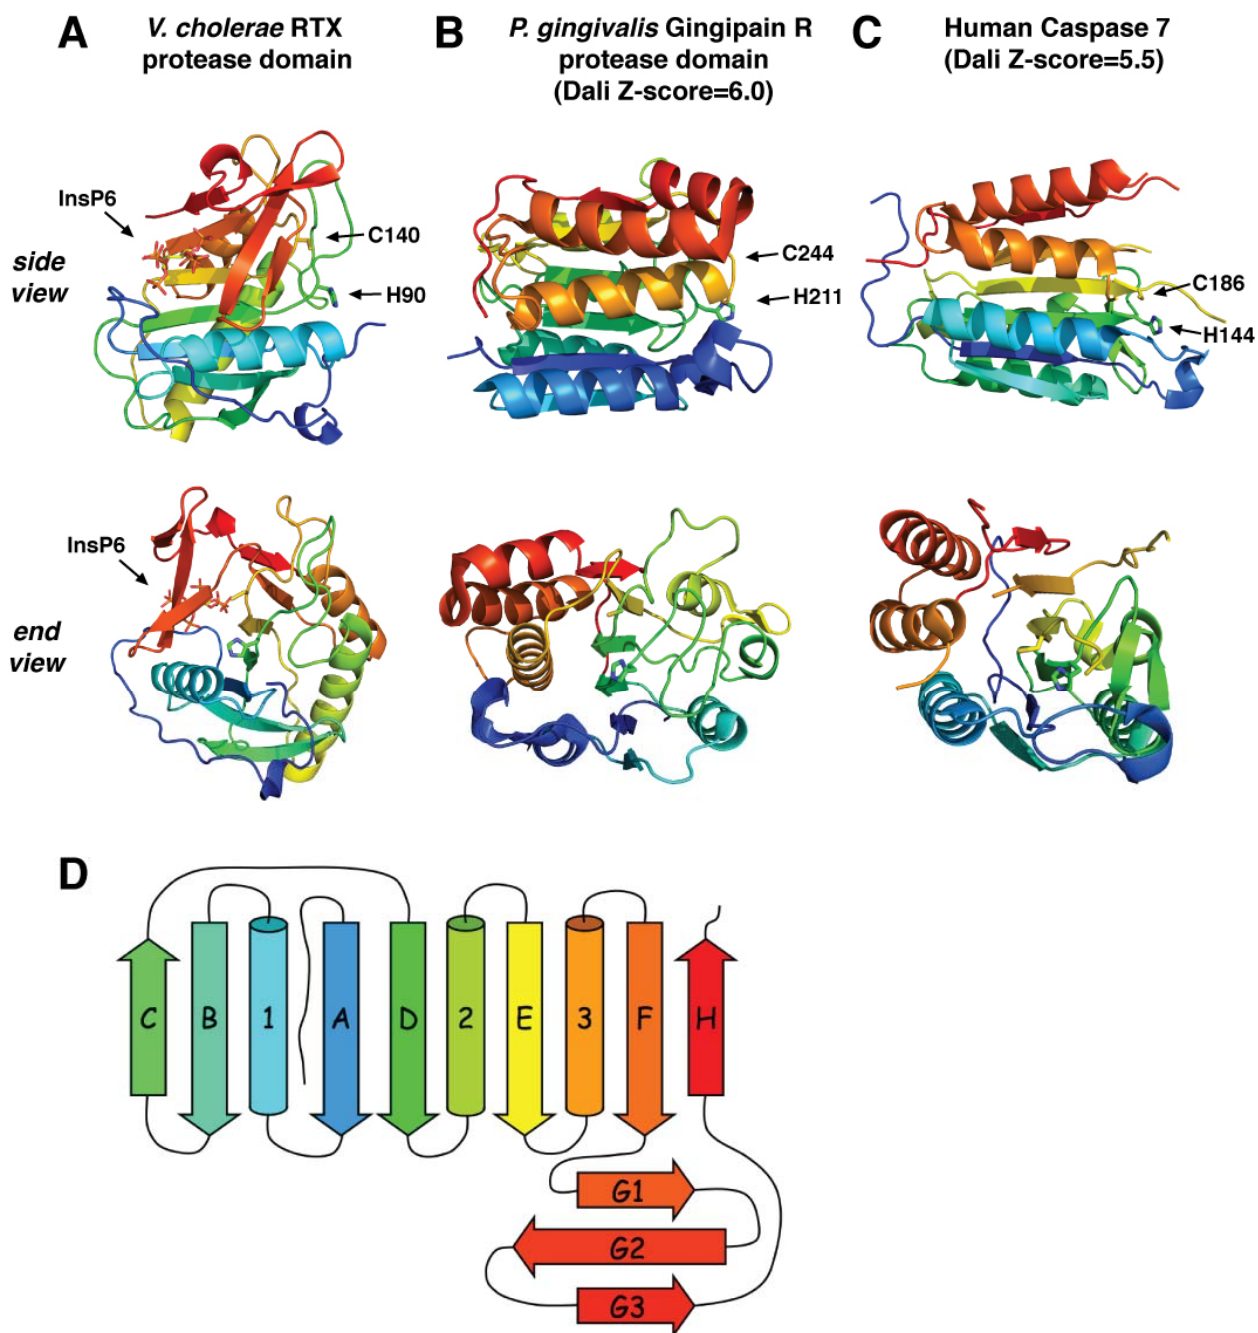 A
V. cholerae RTX
protease domain
B
P. gingivalis Gingipain R
protease domain
(Dali Z-score=6.0)
C
Human Caspase 7
(Dali Z-score=5.5)
side
view
InsP6
C140
H90
C244
H211
C186
H144
end
view
InsP6
D
C B 1 A D 2 E 3 F H
G1
G2
G3